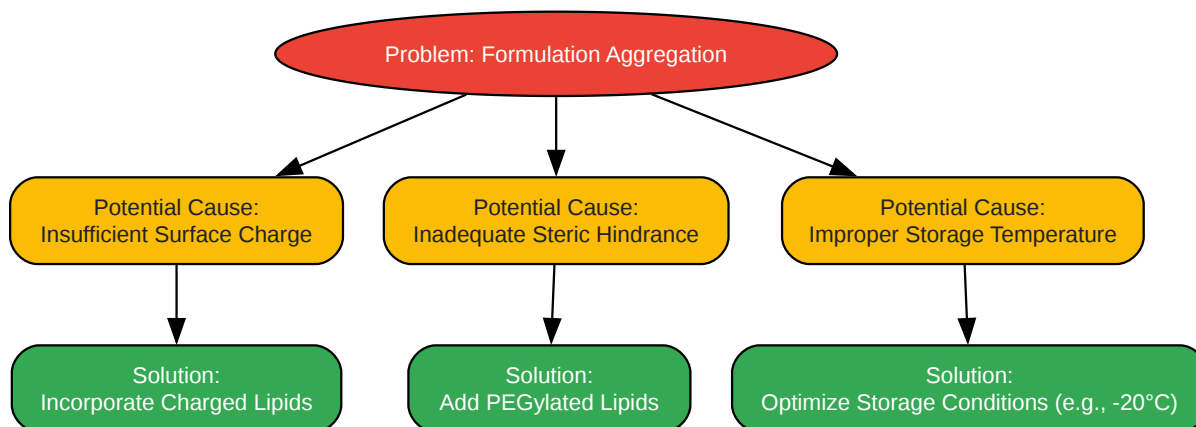 Problem: Formulation Aggregation
Potential Cause:
Insufficient Surface Charge
Potential Cause:
Inadequate Steric Hindrance
Potential Cause:
Improper Storage Temperature
Solution:
Incorporate Charged Lipids
Solution:
Add PEGylated Lipids
Solution:
Optimize Storage Conditions (e.g., -20°C)